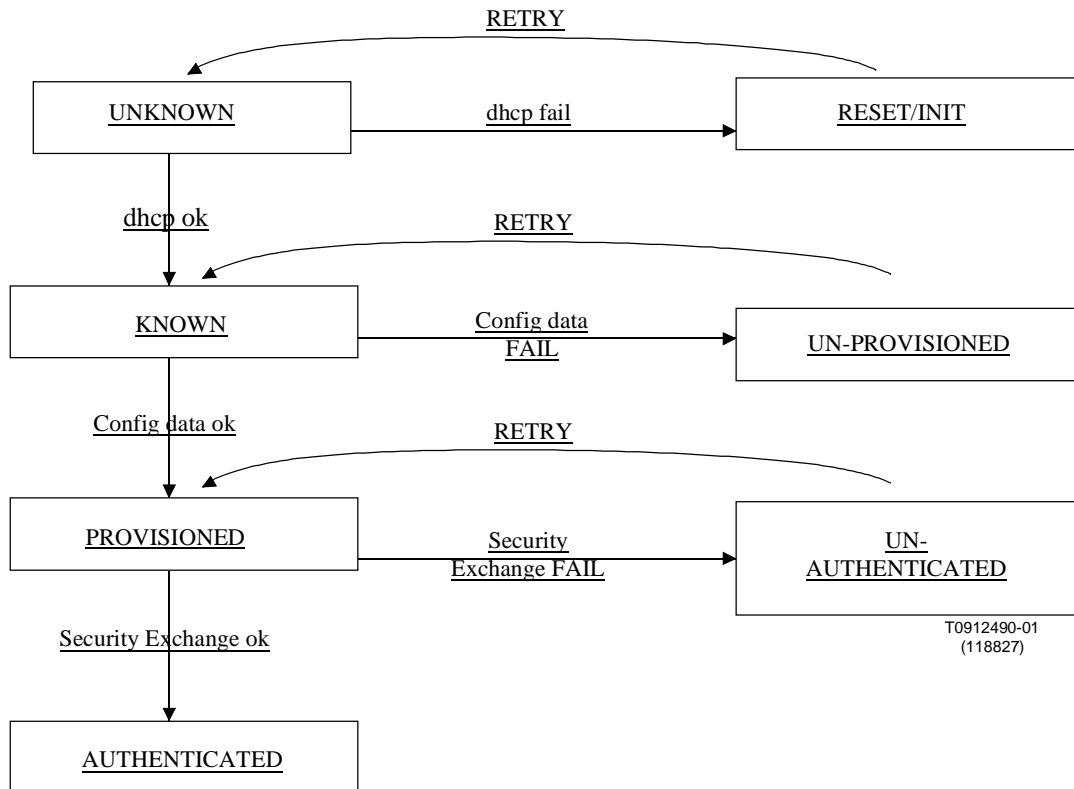 RETRY
UNKNOWN
dhcp fail
RESET/INIT
dhcp ok
RETRY
KNOWN
Config data
FAIL
UN-PROVISIONED
Config data ok
RETRY
PROVISIONED
Security
Exchange FAIL
UN-
AUTHENTICATED
T0912490-01
(118827)
Security Exchange ok
AUTHENTICATED